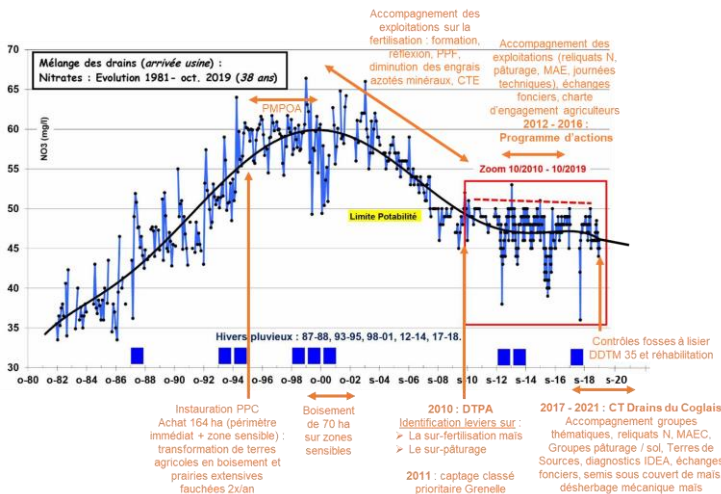 Accompagnement des
exploitations sur la
fertilisation : formation,
réflexion, PPF,
diminution des engrais
azotés minéraux, CTE
Accompagnement des
exploitations (reliquats N,
pâturage, MAE, journées
techniques), échanges
fonciers, charte
d'engagement agriculteurs
2012 - 2016 :
Programme d'actions
Mélange des drains (arrivée usine) :
Nitrates : Evolution 1981- oct. 2019 (38 ans)
PMPOA
Zoom 10/2010 - 10/2019
Limite Potabilité
NO3 (mg/l)
70
65
60
55
50
45
40
35
30
Hivers pluvieux : 87-88, 93-95, 98-01, 12-14, 17-18.
o-80
o-82
o-84
o-86
o-88
o-90
o-92
o-94
o-96
o-98
o-00
o-02
s-04
s-06
s-08
s-10
s-12
s-14
s-16
s-18
s-20
Contrôles fosses à lisier
DDTM 35 et réhabilitation
Instauration PPC
Achat 164 ha (périmètre
immédiat + zone sensible) :
transformation de terres
agricoles en boisement et
prairies extensives
fauchées 2x/an
Boisement
de 70 ha
sur zones
sensibles
2010 : DTPA
Identification leviers sur :
➢ La sur-fertilisation maïs
➢ Le sur-pâturage
2011 : captage classé
prioritaire Grenelle
2017 - 2021 : CT Drains du Coglais
Accompagnement groupes
thématiques, reliquats N, MAEC,
Groupes pâturage / sol, Terres de
Sources, diagnostics IDEA, échanges
fonciers, semis sous couvert de maïs
désherbage mécanique maïs